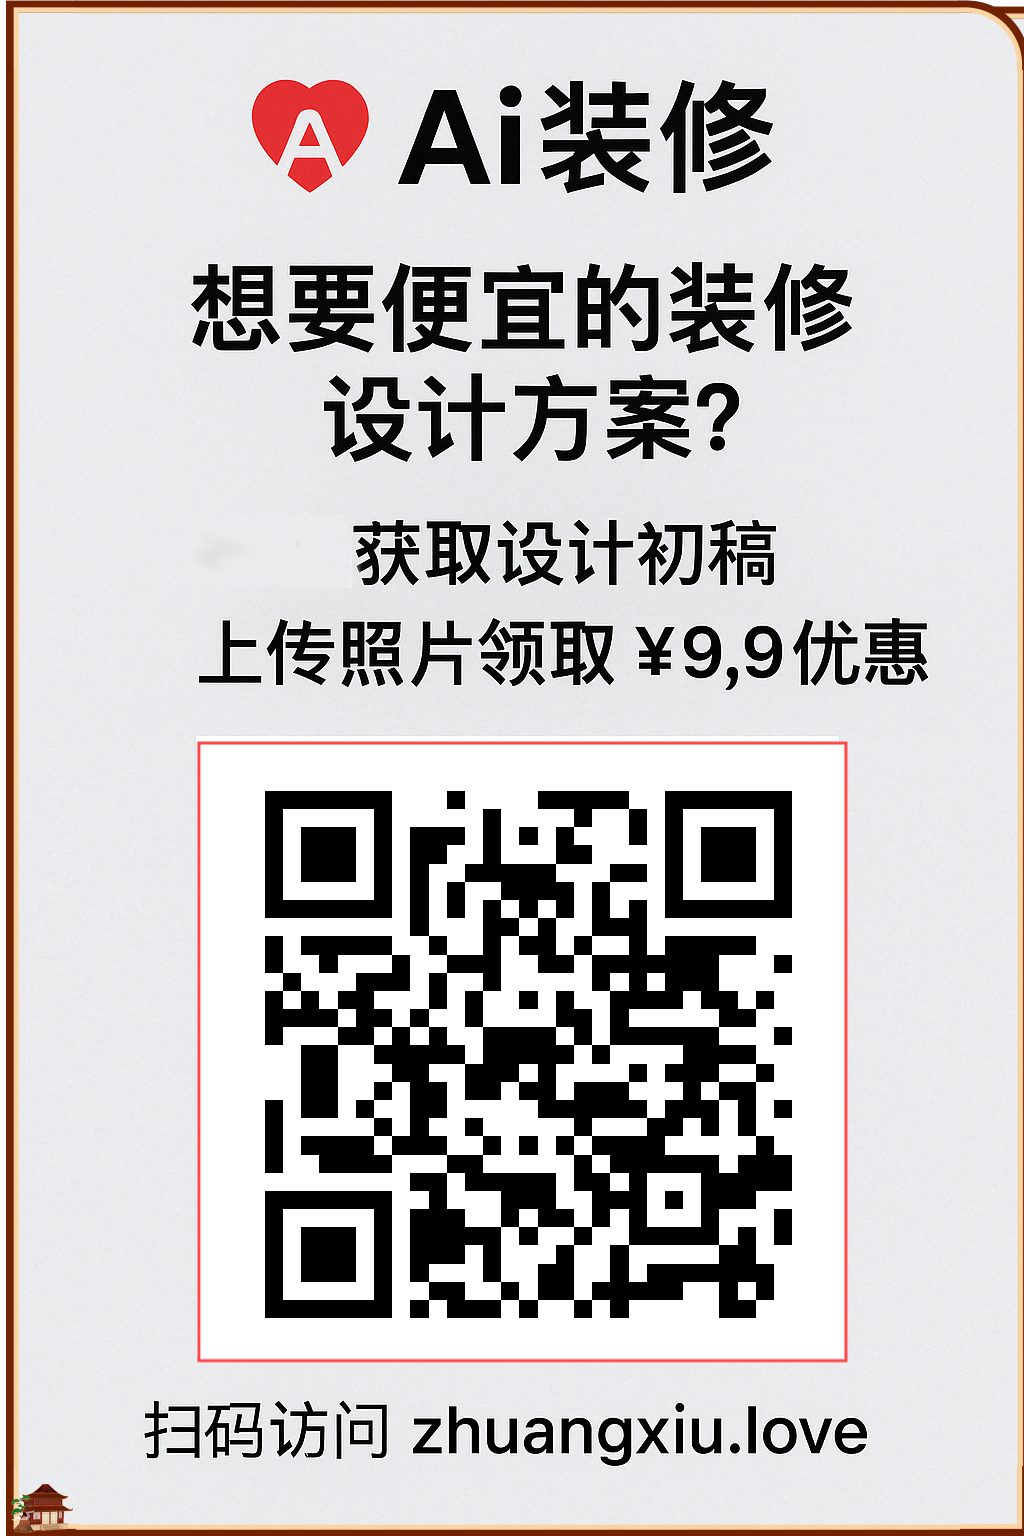 A Ai装修
想要便宜的装修
设计方案?
获取设计初稿
上传照片领取 ¥9,9优惠
扫码访问 zhuangxiu.love